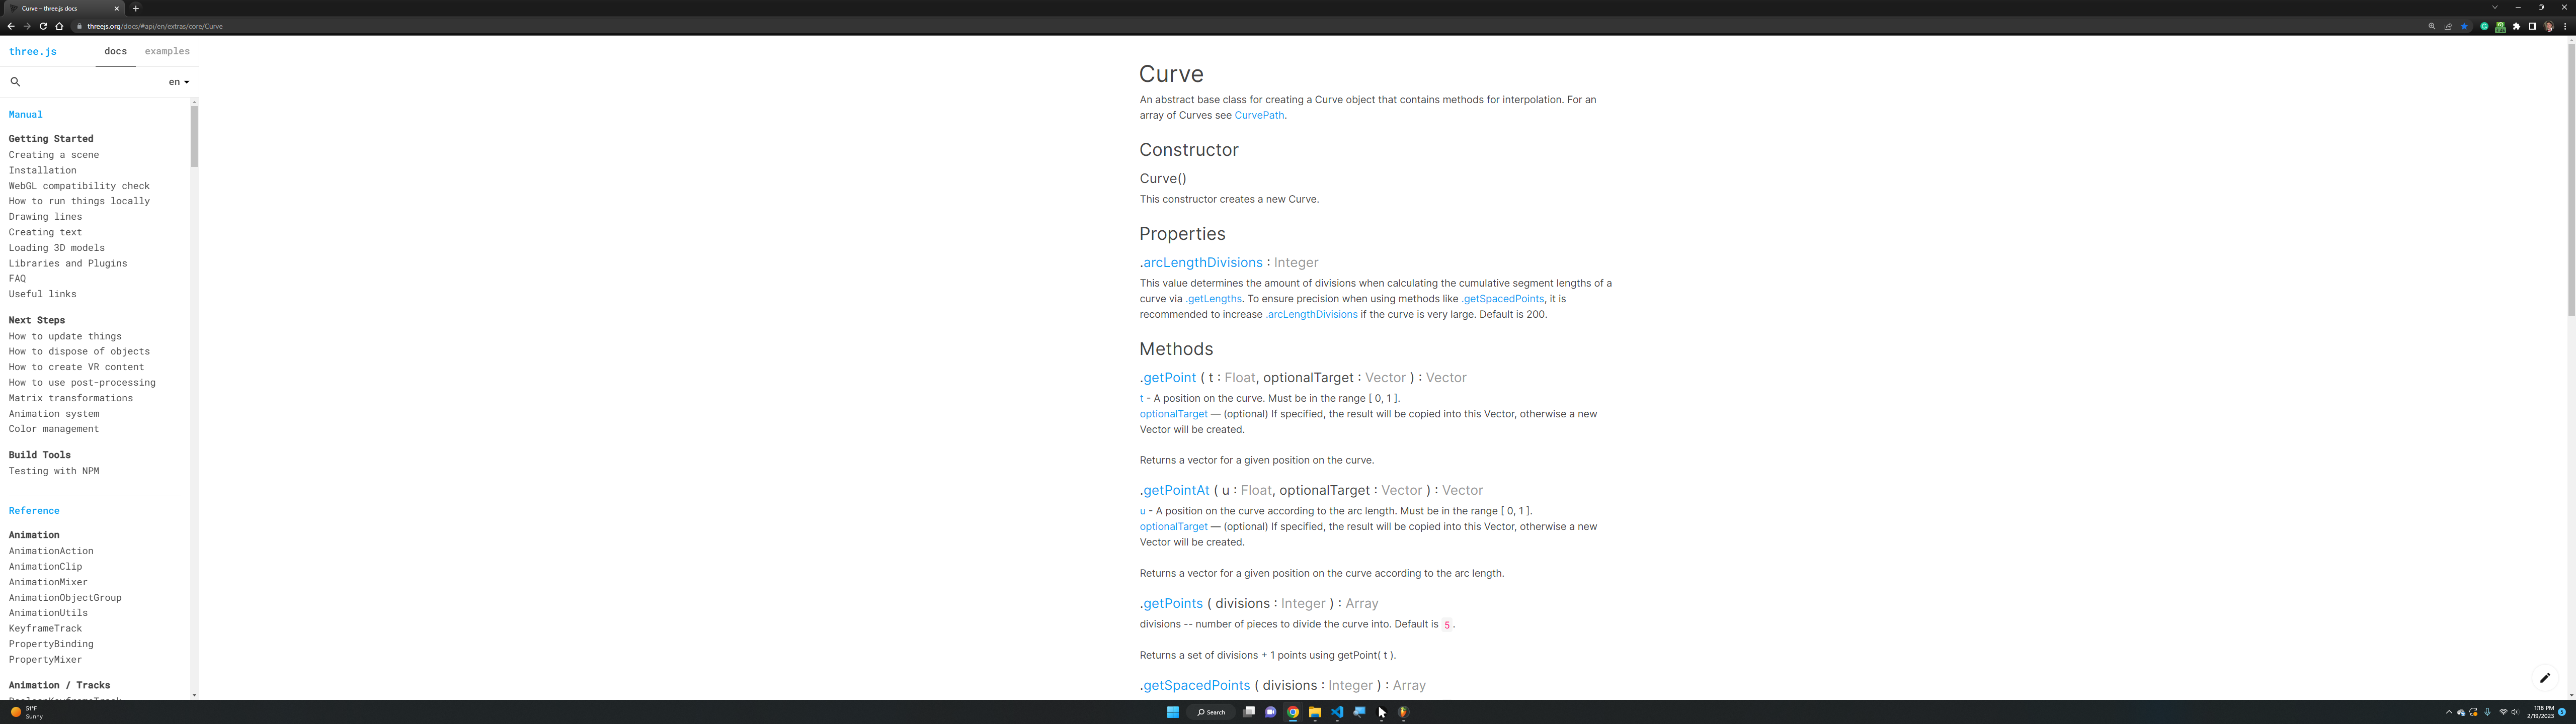 Curve – three.js docs
threejs.org/docs/#api/en/extras/core/Curve
three.js docs examples
en
Manual
Getting Started
Creating a scene
Installation
WebGL compatibility check
How to run things locally
Drawing lines
Creating text
Loading 3D models
Libraries and Plugins
FAQ
Useful links
Next Steps
How to update things
How to dispose of objects
How to create VR content
How to use post-processing
Matrix transformations
Animation system
Color management
Build Tools
Testing with NPM
Reference
Animation
AnimationAction
AnimationClip
AnimationMixer
AnimationObjectGroup
AnimationUtils
KeyframeTrack
PropertyBinding
PropertyMixer
Animation / Tracks
Curve
An abstract base class for creating a Curve object that contains methods for interpolation. For an
array of Curves see CurvePath.
Constructor
Curve()
This constructor creates a new Curve.
Properties
.arcLengthDivisions : Integer
This value determines the amount of divisions when calculating the cumulative segment lengths of a
curve via .getLengths. To ensure precision when using methods like .getSpacedPoints, it is
recommended to increase .arcLengthDivisions if the curve is very large. Default is 200.
Methods
.getPoint ( t : Float, optionalTarget : Vector ) : Vector
t - A position on the curve. Must be in the range [ 0, 1 ].
optionalTarget — (optional) If specified, the result will be copied into this Vector, otherwise a new
Vector will be created.
Returns a vector for a given position on the curve.
.getPointAt ( u : Float, optionalTarget : Vector ) : Vector
u - A position on the curve according to the arc length. Must be in the range [ 0, 1 ].
optionalTarget — (optional) If specified, the result will be copied into this Vector, otherwise a new
Vector will be created.
Returns a vector for a given position on the curve according to the arc length.
.getPoints ( divisions : Integer ) : Array
divisions -- number of pieces to divide the curve into. Default is 5.
Returns a set of divisions + 1 points using getPoint( t ).
.getSpacedPoints ( divisions : Integer ) : Array
51°F
Sunny
Search
1:18 PM
2/19/2023